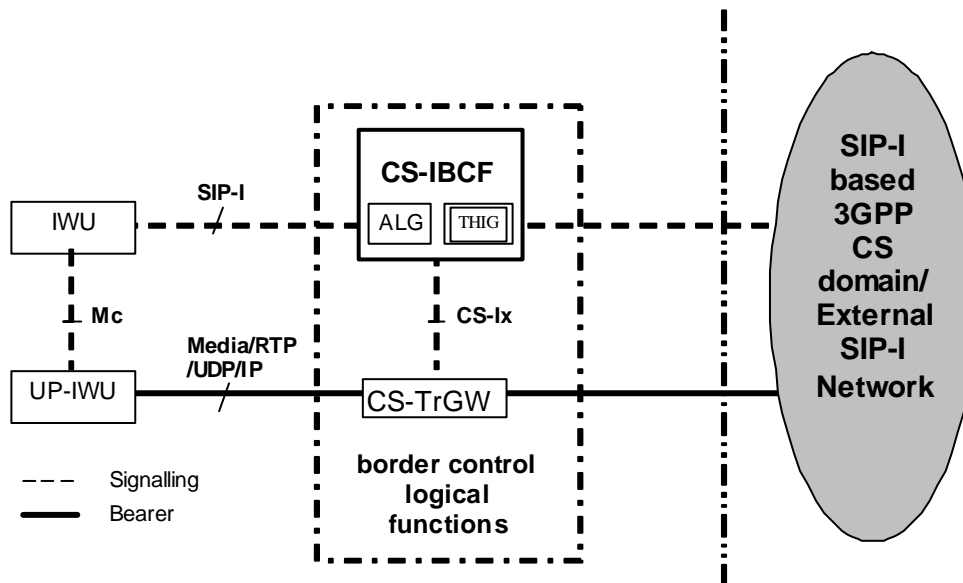 IWU
SIP-I
CS-IBCF
ALG
THIG
SIP-I
based
3GPP
CS
domain/
External
SIP-I
Network
Mc
CS-Ix
UP-IWU
Media/RTP
/UDP/IP
CS-TrGW
border control
logical
functions
Signalling
Bearer